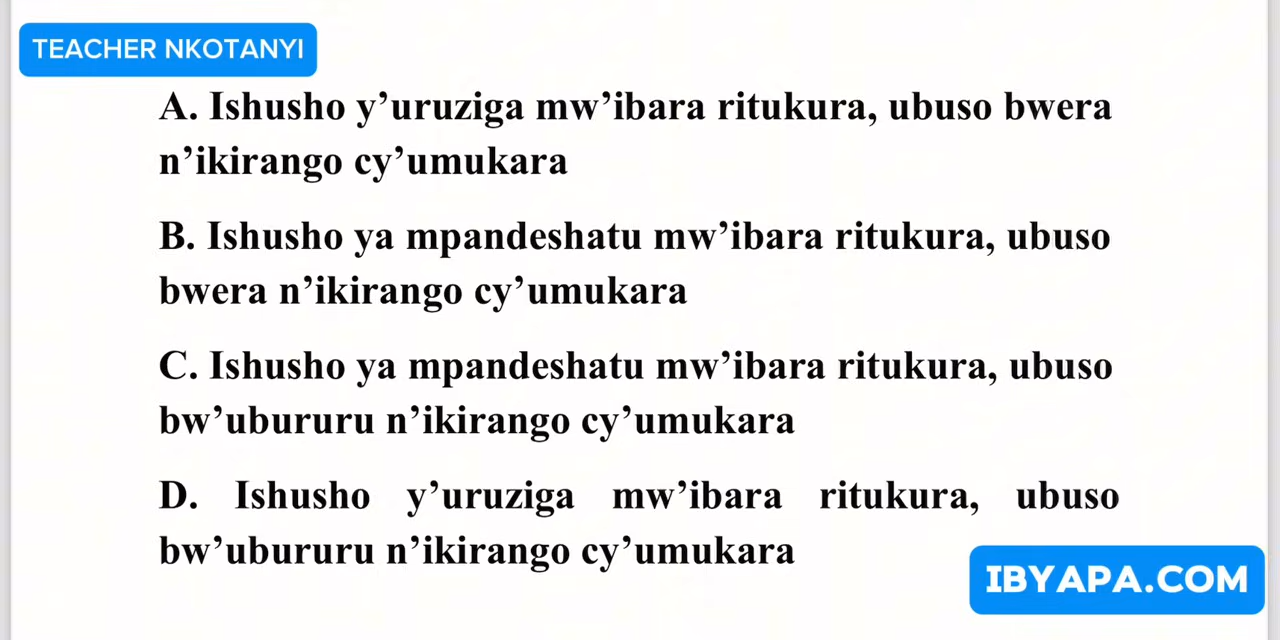 TEACHER NKOTANYI
A. Ishusho y’uruziga mw’ibara ritukura, ubuso bwera
n’ikirango cy’umukara
B. Ishusho ya mpandeshatu mw’ibara ritukura, ubuso
bwera n’ikirango cy’umukara
C. Ishusho ya mpandeshatu mw’ibara ritukura, ubuso
bw’ubururu n’ikirango cy’umukara
D. Ishusho y’uruziga mw’ibara ritukura, ubuso
bw’ubururu n’ikirango cy’umukara
IBYAPA.COM